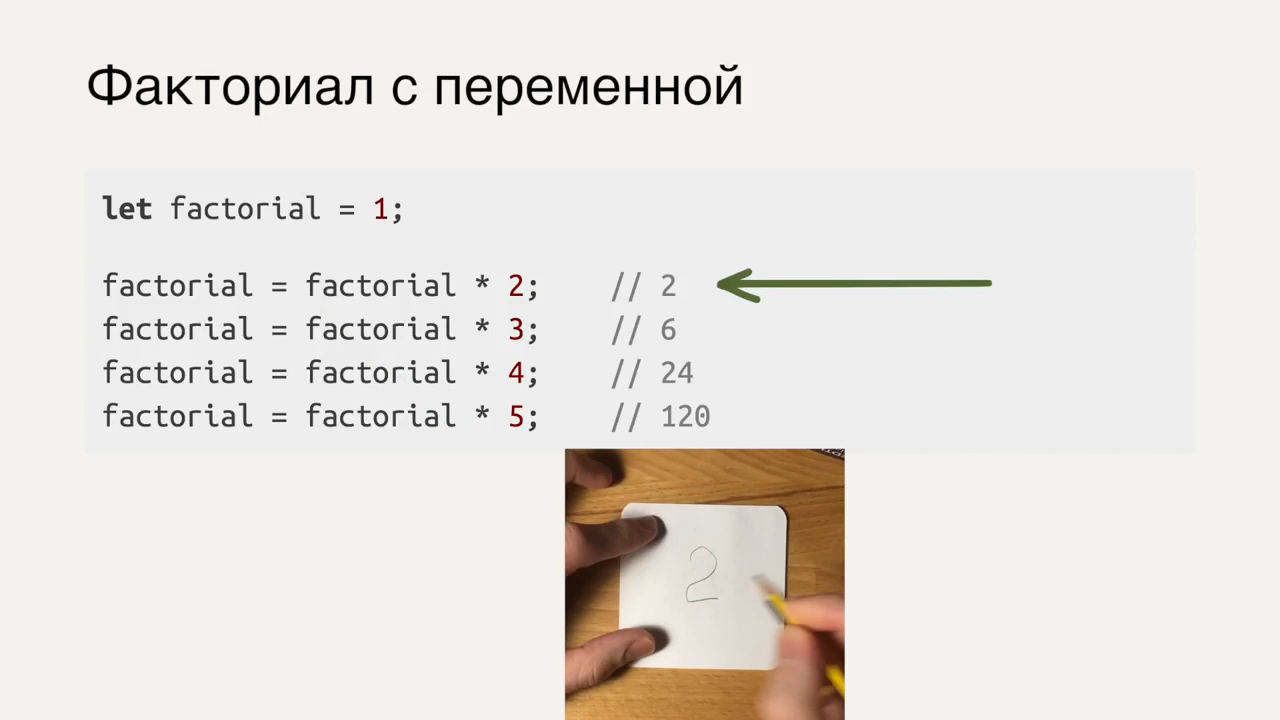 Факториал с переменной
let factorial = 1;
factorial = factorial * 2;    // 2
factorial = factorial * 3;    // 6
factorial = factorial * 4;    // 24
factorial = factorial * 5;    // 120
2